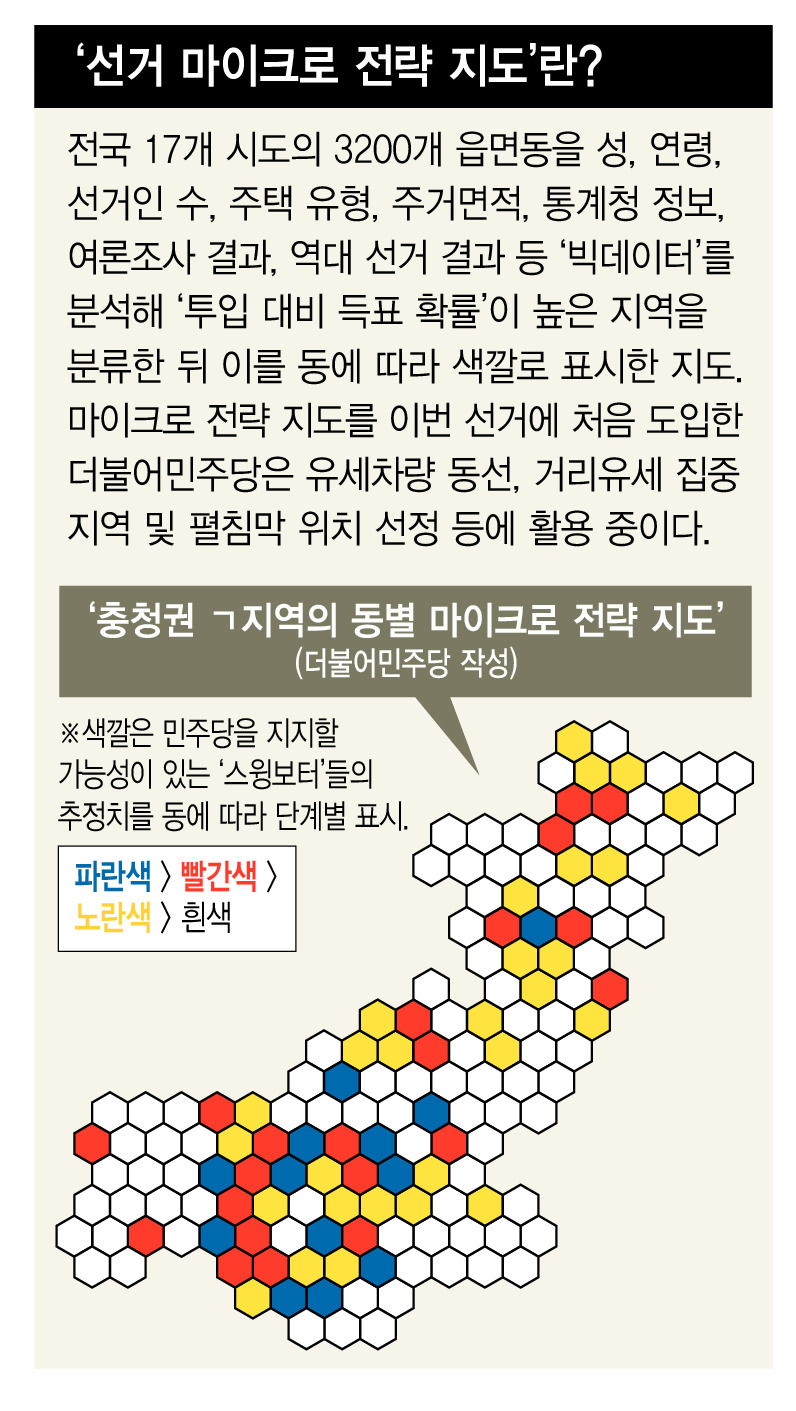 ‘선거 마이크로 전략 지도’란?
전국 17개 시도의 3200개 읍면동을 성, 연령,
선거인 수, 주택 유형, 주거면적, 통계청 정보,
여론조사 결과, 역대 선거 결과 등 ‘빅데이터’를
분석해 ‘투입 대비 득표 확률’이 높은 지역을
분류한 뒤 이를 동에 따라 색깔로 표시한 지도.
마이크로 전략 지도를 이번 선거에 처음 도입한
더불어민주당은 유세차량 동선, 거리유세 집중
지역 및 펼침막 위치 선정 등에 활용 중이다.
‘충청권 ㄱ지역의 동별 마이크로 전략 지도’
(더불어민주당 작성)
※색깔은 민주당을 지지할
가능성이 있는 ‘스윙보터’들의
추정치를 동에 따라 단계별 표시.
파란색 > 빨간색 >
노란색 > 흰색